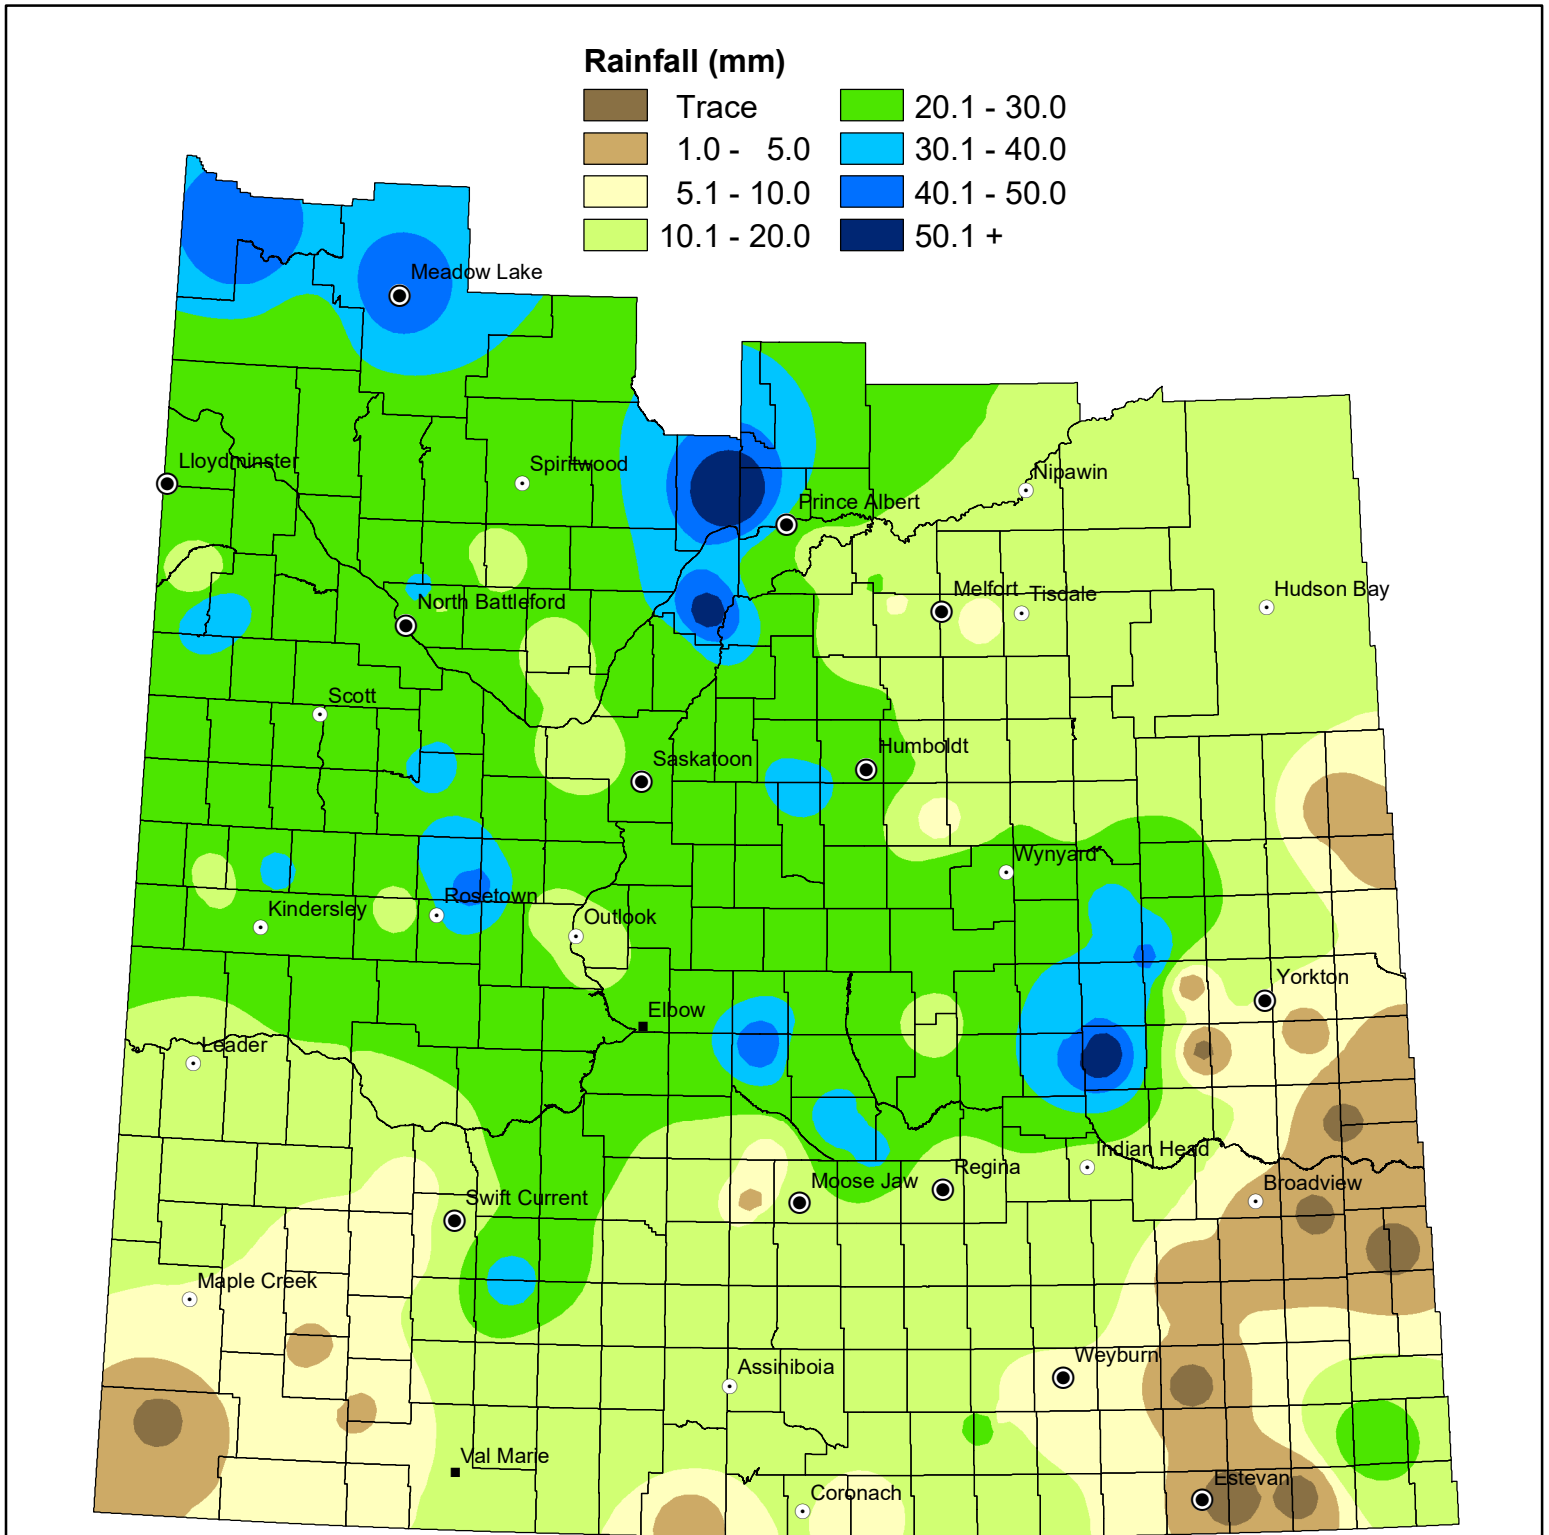 Rainfall (mm)
Trace
1.0 - 5.0
5.1 - 10.0
10.1 - 20.0
20.1 - 30.0
30.1 - 40.0
40.1 - 50.0
50.1 +
Meadow Lake
Lloydminster
Spiritwood
Nipawin
Prince Albert
North Battleford
Melfort
Tisdale
Hudson Bay
Scott
Saskatoon
Humboldt
Wynyard
Kindersley
Rosetown
Outlook
Yorkton
Elbow
Leader
Indian Head
Swift Current
Moose Jaw
Regina
Broadview
Maple Creek
Assiniboia
Weyburn
Val Marie
Coronach
Estevan